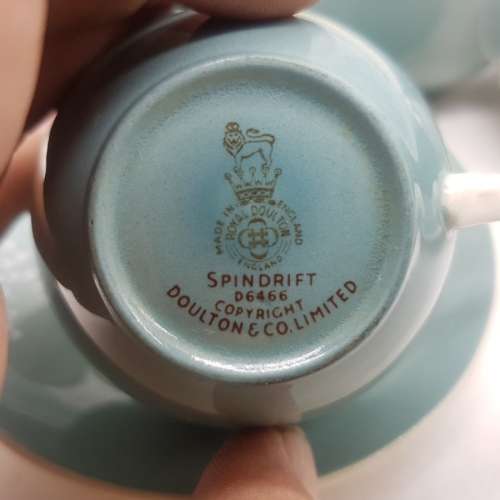 MADE IN ENGLAND
ROYAL DOULTON
ENGLAND
SPINDRIFT
D6466
COPYRIGHT
DOULTON & CO. LIMITED